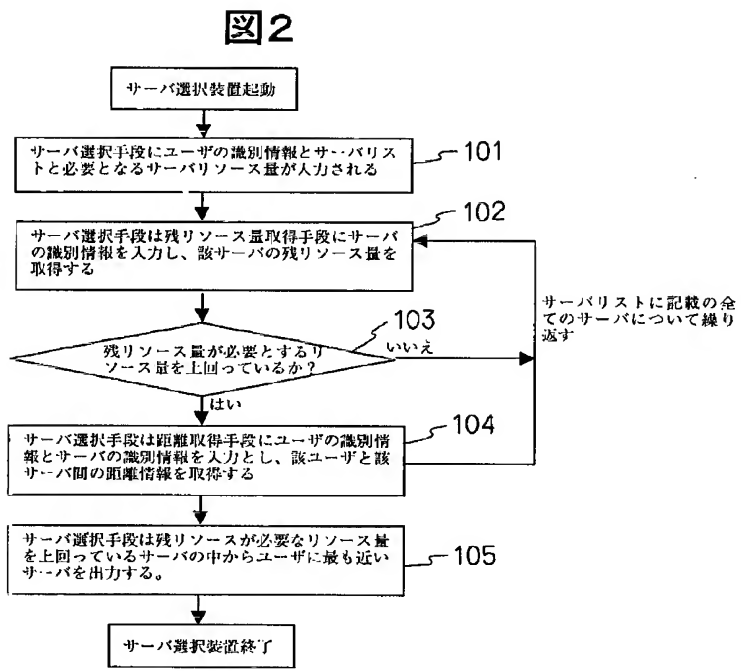 図2
サーバ選択装置起動
サーバ選択手段にユーザの識別情報とサーバリス
トと必要となるサーバリソース量が入力される
101
102
サーバ選択手段は残リソース量取得手段にサーバ
の識別情報を入力し、該サーバの残リソース量を
取得する
サーバリストに記載の全
てのサーバについて繰り
返す
103
残リソース量が必要とするリ
ソース量を上回っているか？
いいえ
はい
104
サーバ選択手段は距離取得手段にユーザの識別情
報とサーバの識別情報を入力とし、該ユーザと該
サーバ間の距離情報を取得する
サーバ選択手段は残リソースが必要なリソース量
を上回っているサーバの中からユーザに最も近い
サーバを出力する。
105
サーバ選択装置終了